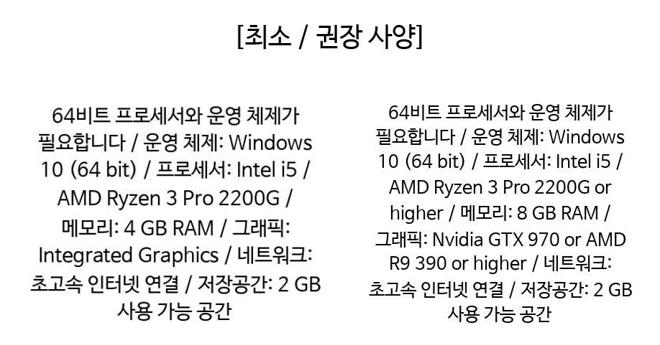 [최소 / 권장 사양]
64비트 프로세서와 운영 체제가
필요합니다 / 운영 체제: Windows
10 (64 bit) / 프로세서: Intel i5 /
AMD Ryzen 3 Pro 2200G /
메모리: 4 GB RAM / 그래픽:
Integrated Graphics / 네트워크:
초고속 인터넷 연결 / 저장공간: 2 GB
사용 가능 공간
64비트 프로세서와 운영 체제가
필요합니다 / 운영 체제: Windows
10 (64 bit) / 프로세서: Intel i5 /
AMD Ryzen 3 Pro 2200G or
higher / 메모리: 8 GB RAM /
그래픽: Nvidia GTX 970 or AMD
R9 390 or higher / 네트워크:
초고속 인터넷 연결 / 저장공간: 2 GB
사용 가능 공간